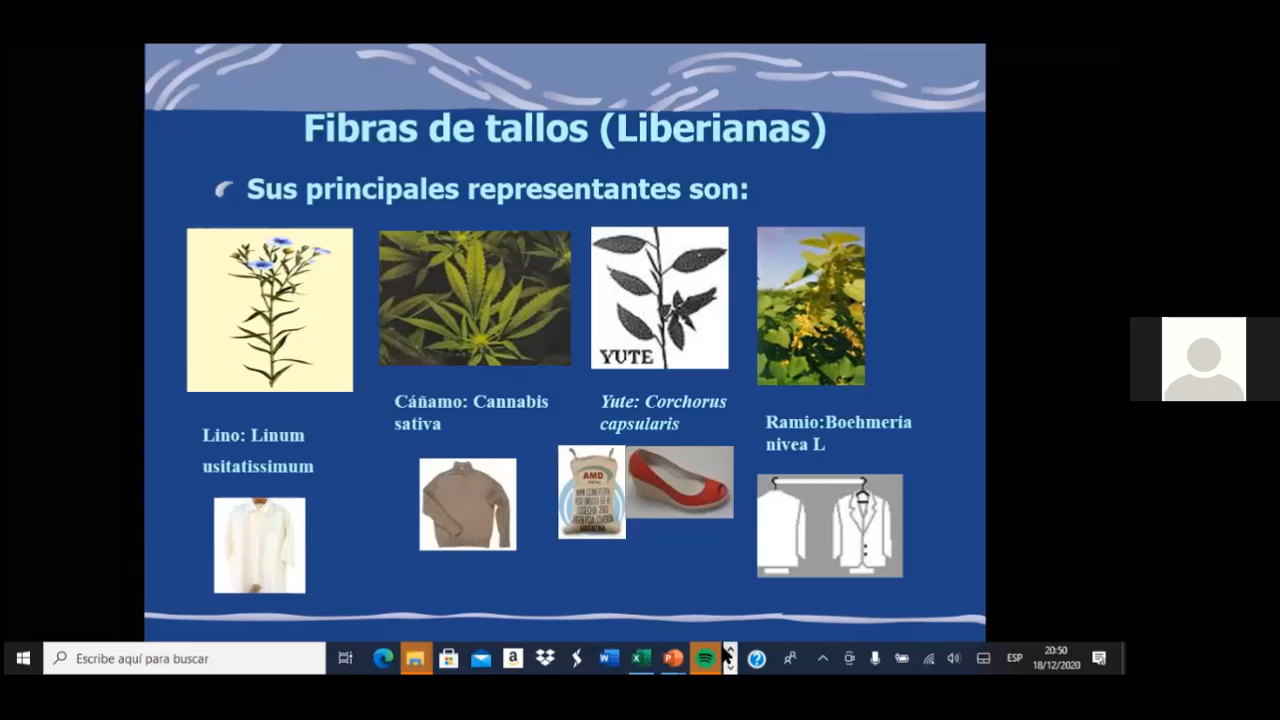 Fibras de tallos (Liberianas)
Sus principales representantes son:
YUTE
Cáñamo: Cannabis
sativa
Yute: Corchorus
capsularis
Ramio:Boehmeria
nivea L
Lino: Linum
usitatissimum
AMD
Escribe aquí para buscar
ESP
20:50
18/12/2020